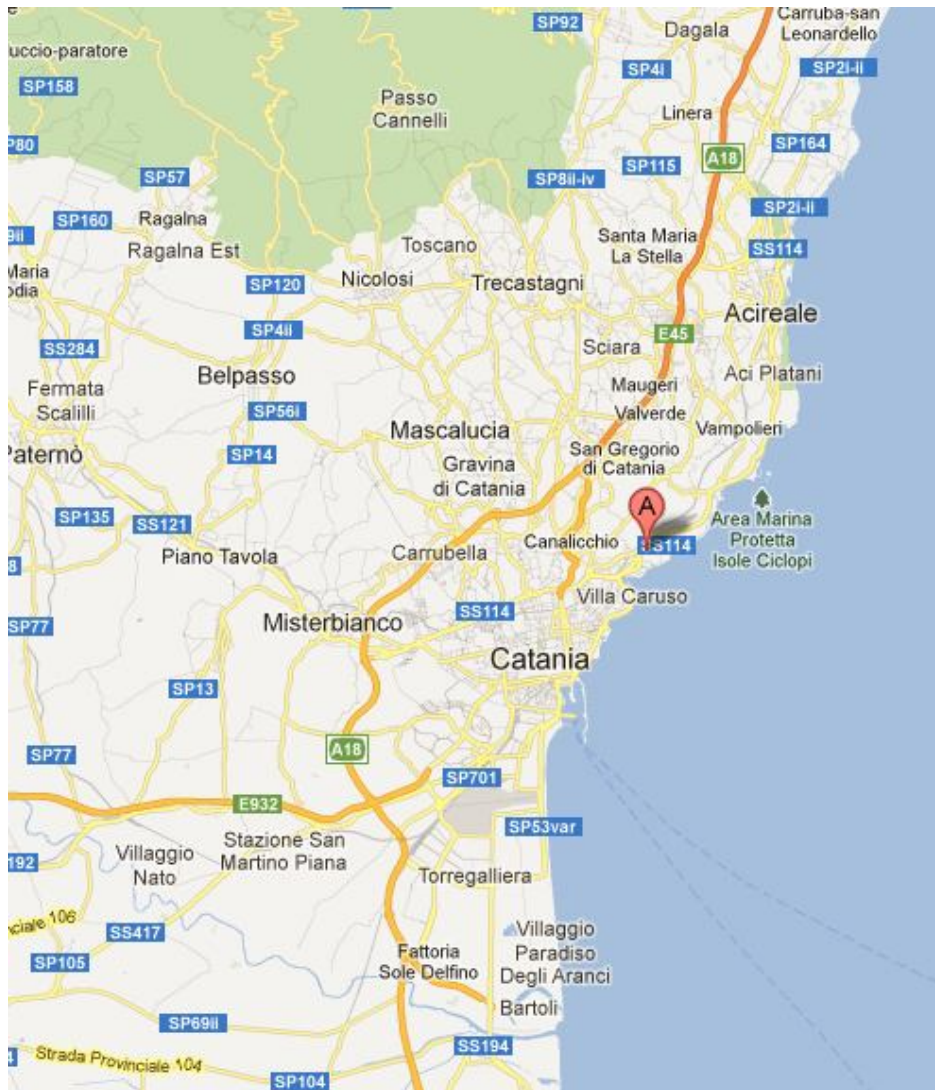 SP92
Carruba-san
Leonardello
Dagala
uccio-paratore
SP4i
SP2i-ii
SP158
Passo
Cannelli
Linera
P80
SP164
A18
SP115
SP57
SP8ii-iv
SP2i-ii
SP160
Ragalna
9ii
Ragalna Est
Toscano
Santa Maria
La Stella
SS114
Maria
odia
Nicolosi
Trecastagni
SP120
Acireale
SP4ii
E45
SS284
Sciara
Belpasso
Aci Platani
Fermata
Scalilli
Maugeri
SP56i
Valverde
Mascalucia
Vampolieri
Paternò
SP14
San Gregorio
di Catania
Gravina
di Catania
A
SP135
SS121
Area Marina
Protetta
Isole Ciclopi
Piano Tavola
Carrubella
Canalicchio
SS114
8
Villa Caruso
SS114
SP77
Misterbianco
Catania
SP13
SP77
A18
SP701
E932
SP53var
Stazione San
Martino Piana
192
Villaggio
Nato
Torregalliera
nciale 106
SS417
Villaggio
Paradiso
Degli Aranci
SP105
Fattoria
Sole Delfino
Bartoli
SP69ii
SS194
4
Strada Provinciale 104
SP104